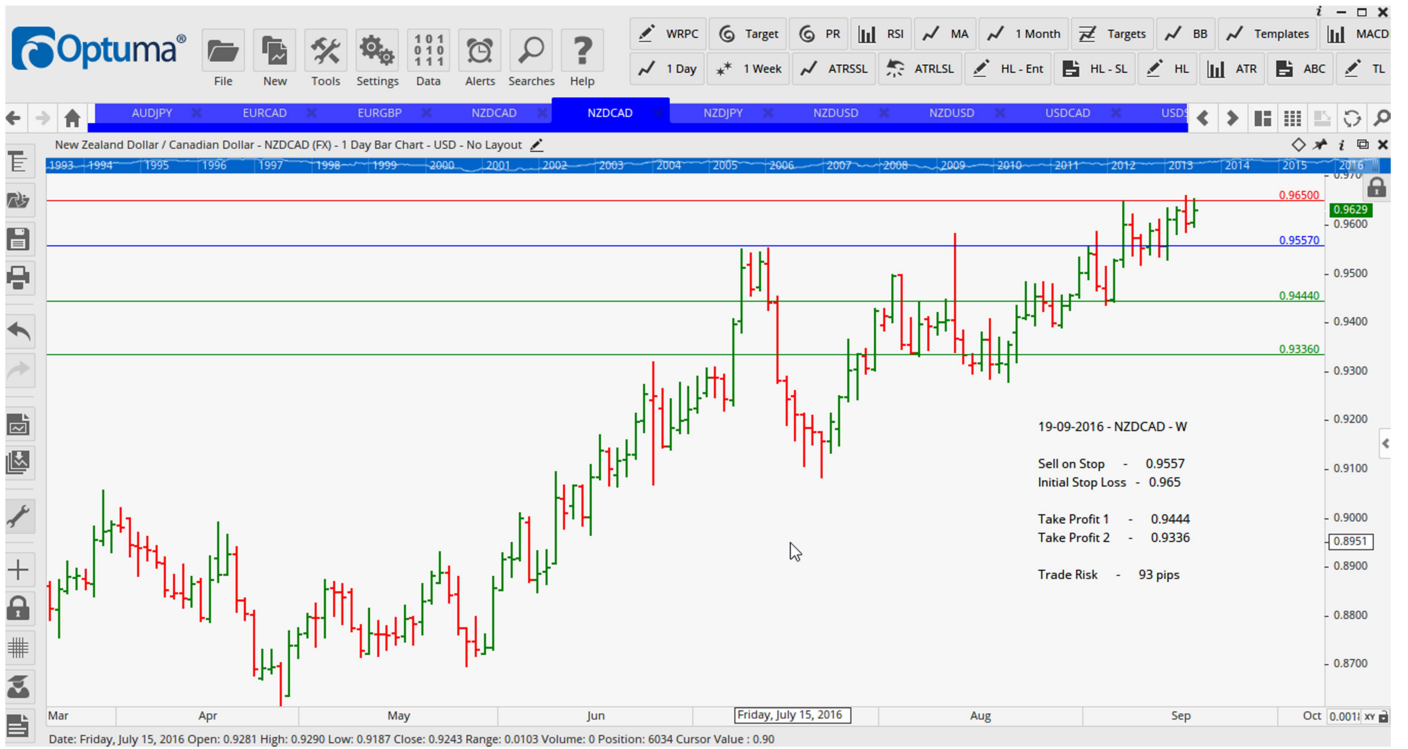 Optuma®
File
New
Tools
Settings
101
010
111
Data
Alerts
Searches
?
Help
i
WRPC
Target
PR
RSI
MA
1 Month
Targets
BB
Templates
MACD
1 Day
1 Week
ATRSSL
ATRLSL
HL - Ent
HL - SL
HL
ATR
ABC
TL
AUDJPY
EURCAD
EURGBP
NZDCAD
NZDCAD
NZDJPY
NZDUSD
NZDUSD
USDCAD
New Zealand Dollar / Canadian Dollar - NZDCAD (FX) - 1 Day Bar Chart - USD - No Layout
i
1993 1994 1995 1996 1997 1998 1999 2000 2001 2002 2003 2004 2005 2006 2007 2008 2009 2010 2011 2012 2013 2014 2015 2016
0.96500
0.95570
0.94440
0.93360
0.9629
0.9600
0.9500
0.9400
0.9300
0.9200
0.9100
0.9000
0.8951
0.8900
0.8800
0.8700
19-09-2016 - NZDCAD - W
Sell on Stop - 0.9557
Initial Stop Loss - 0.965
Take Profit 1 - 0.9444
Take Profit 2 - 0.9336
Trade Risk - 93 pips
Mar Apr May Jun Friday, July 15, 2016 Aug Sep Oct
XY
Date: Friday, July 15, 2016 Open: 0.9281 High: 0.9290 Low: 0.9187 Close: 0.9243 Range: 0.0103 Volume: 0 Position: 6034 Cursor Value : 0.90